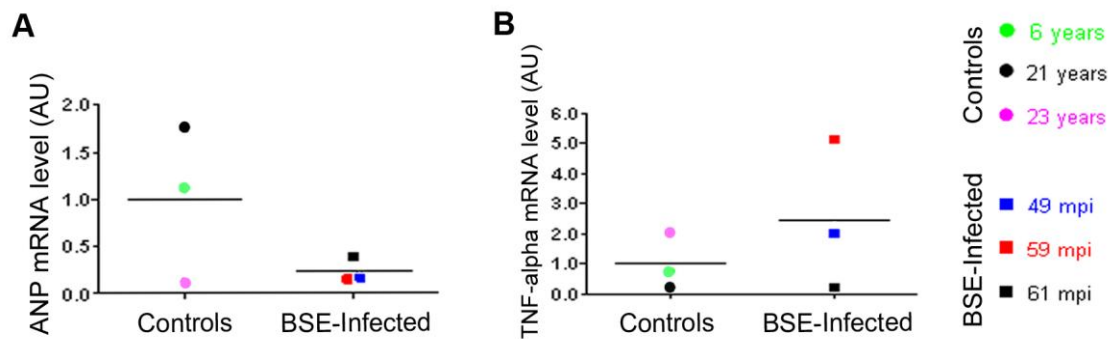 A
ANP mRNA level (AU)
2.0
1.5
1.0
0.5
0.0
Controls
BSE-Infected
B
TNF-alpha mRNA level (AU)
6.0
5.0
4.0
3.0
2.0
1.0
0.0
Controls
BSE-Infected
Controls
6 years
21 years
23 years
BSE-Infected
49 mpi
59 mpi
61 mpi